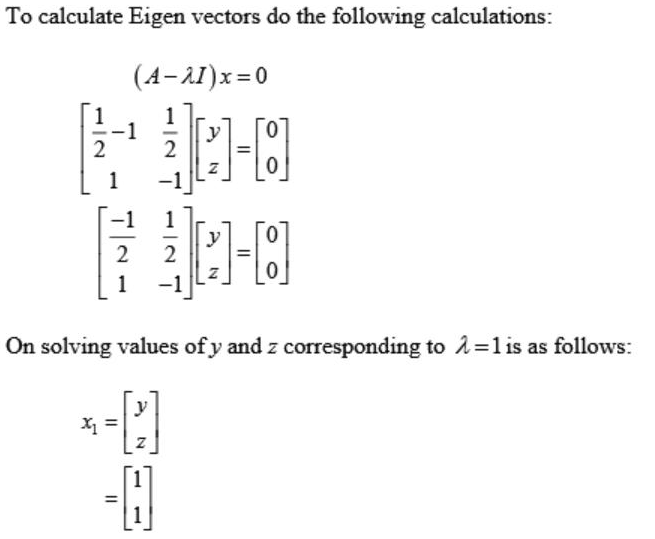 To calculate Eigen vectors do the following calculations:
(A−λI)x=0
[1/2−1 1/2; 1 −1][y; z]=[0; 0]
[−1/2 1/2; 1 −1][y; z]=[0; 0]
On solving values of y and z corresponding to λ=1 is as follows:
x₁ = [y; z]
= [1; 1]